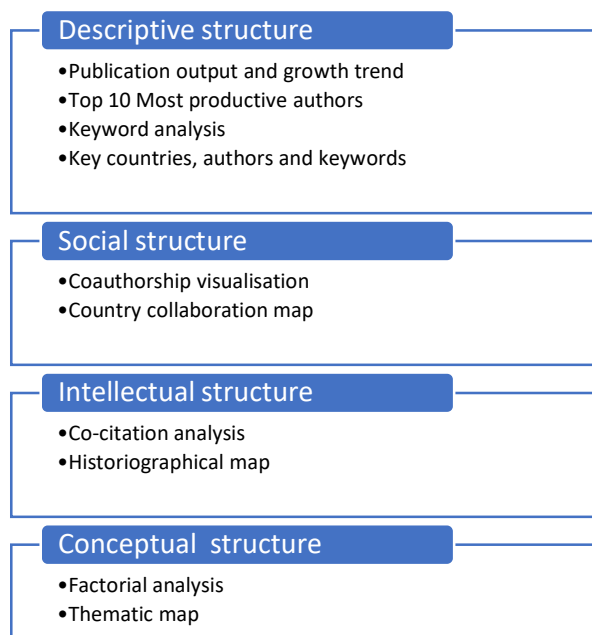 Descriptive structure
•Publication output and growth trend
•Top 10 Most productive authors
•Keyword analysis
•Key countries, authors and keywords
Social structure
•Coauthorship visualisation
•Country collaboration map
Intellectual structure
•Co-citation analysis
•Historiographical map
Conceptual  structure
•Factorial analysis
•Thematic map